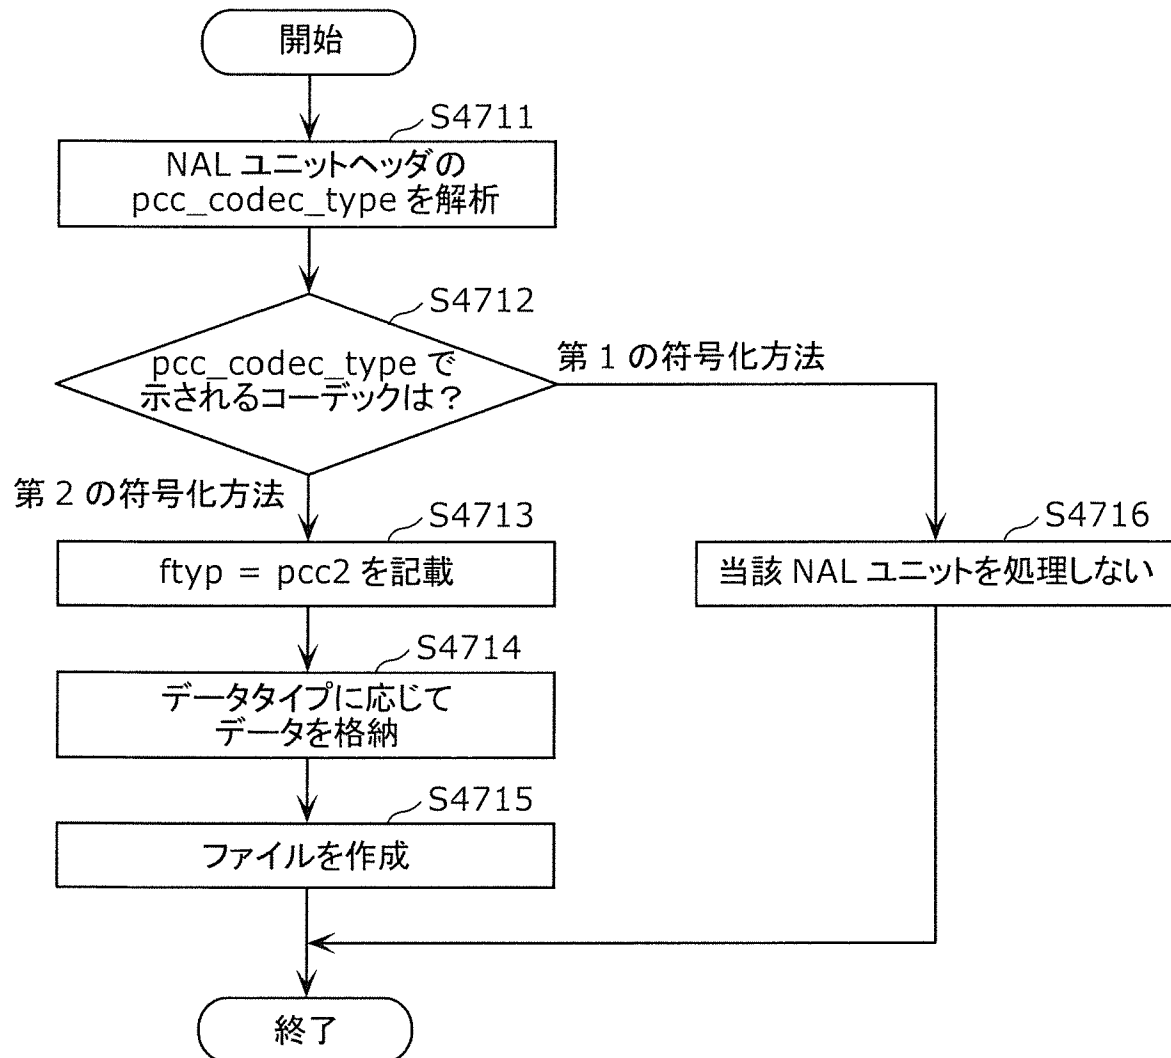 開始
S4711
NAL ユニットヘッダの
pcc_codec_type を解析
S4712
pcc_codec_type で
示されるコーデックは？
第 1 の符号化方法
第 2 の符号化方法
S4713
ftyp = pcc2 を記載
S4716
当該 NAL ユニットを処理しない
S4714
データタイプに応じて
データを格納
S4715
ファイルを作成
終了